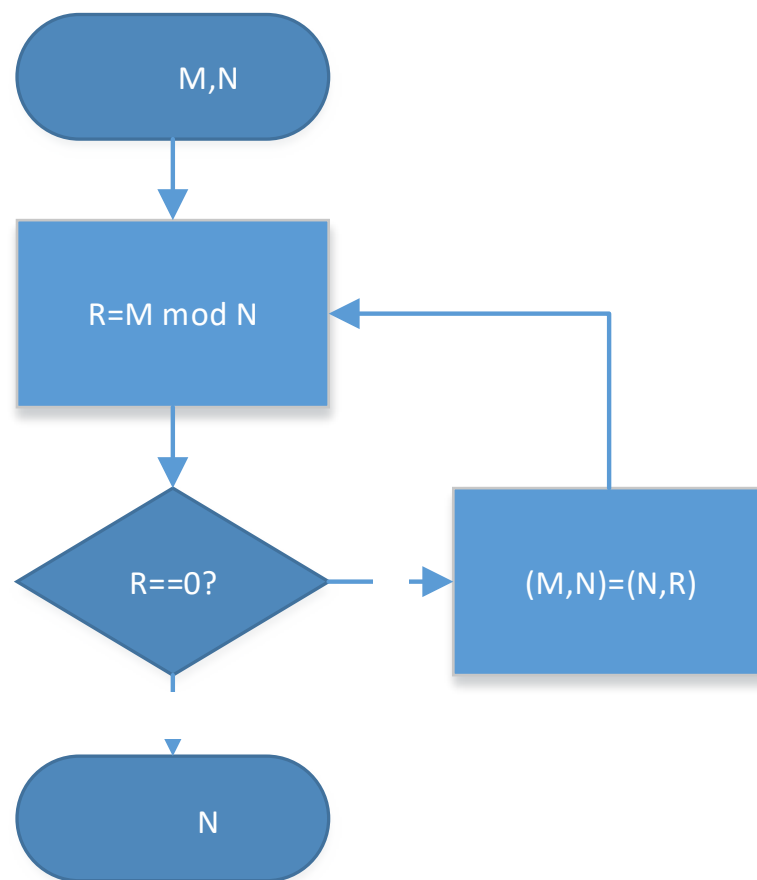 M,N
R=M mod N
R==0?
(M,N)=(N,R)
N